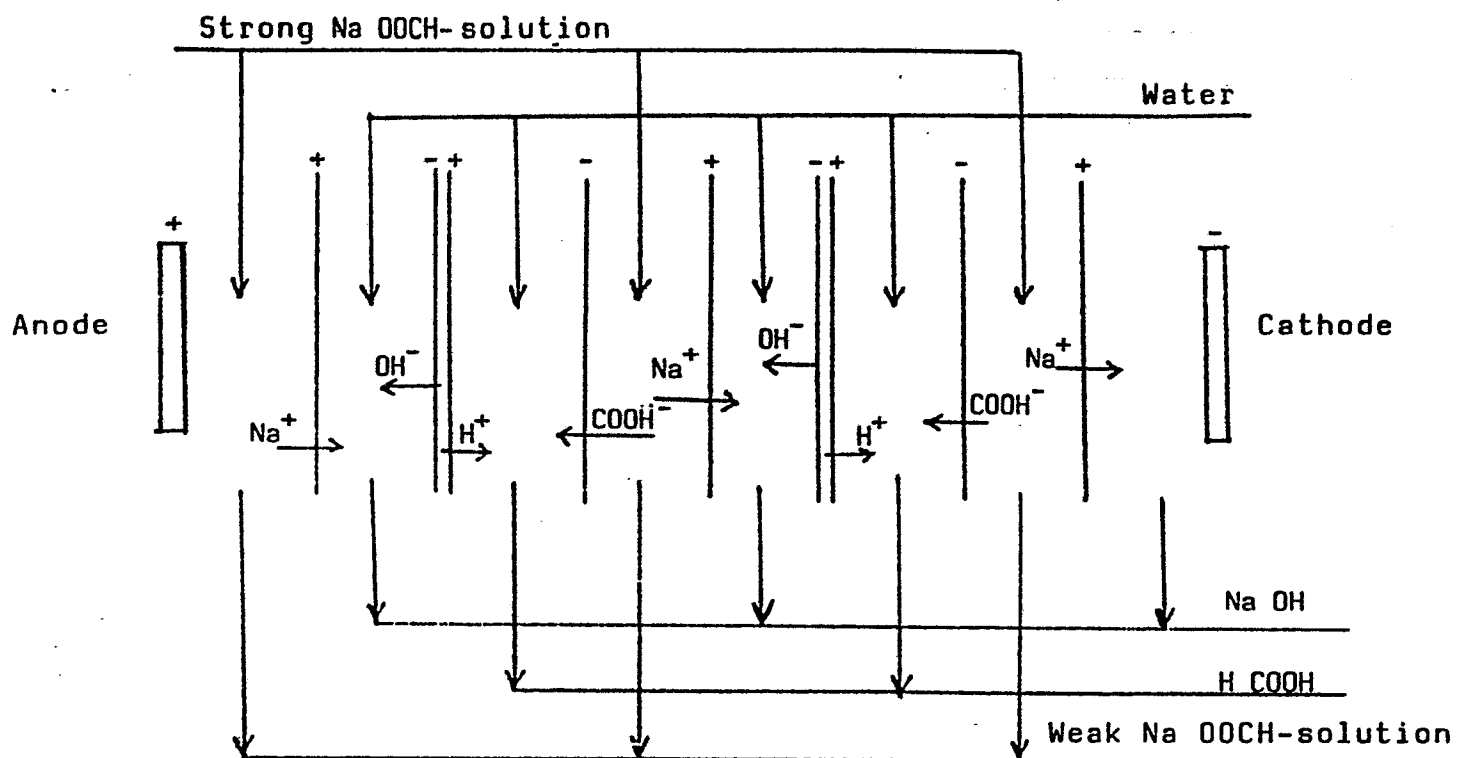 Strong Na OOCH-solution
Water
+ -+ - + -+ - +
+
-
Anode
Cathode
OH⁻
Na⁺
OH⁻
Na⁺
COOH⁻
COOH⁻
Na⁺
H⁺
H⁺
Na OH
H COOH
Weak Na OOCH-solution